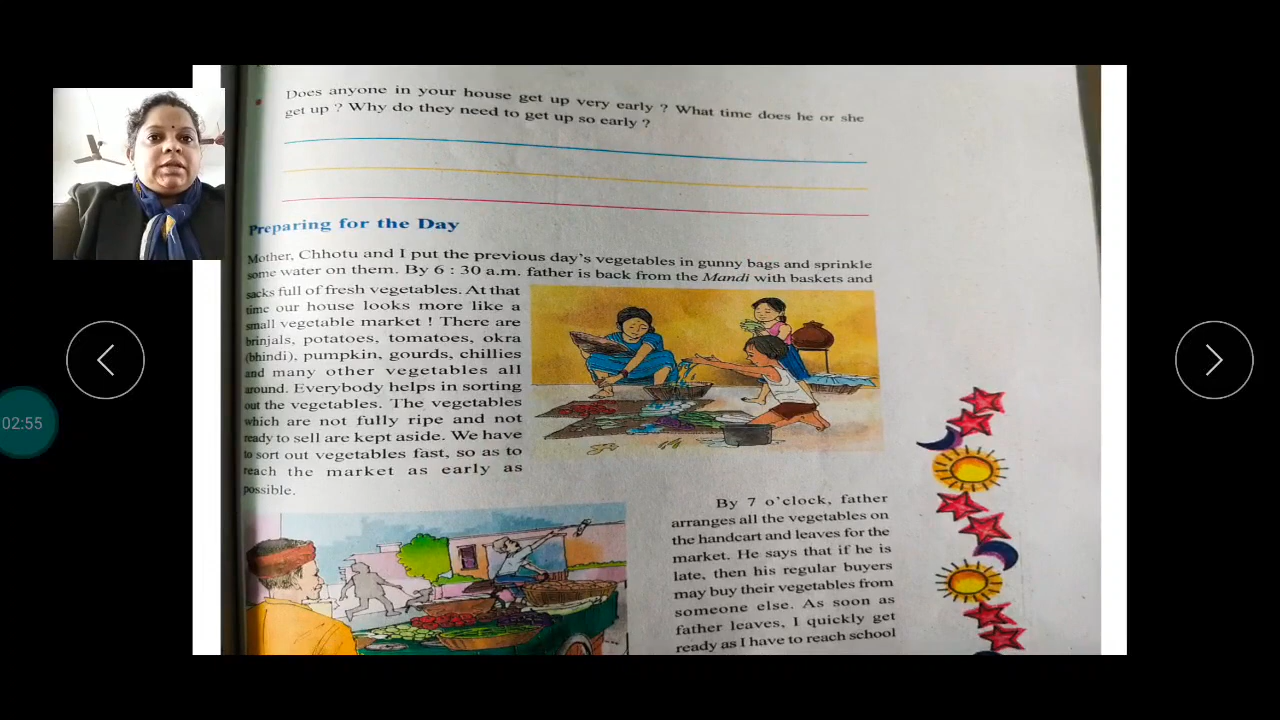 Does anyone in your house get up very early ? What time does he or she
get up ? Why do they need to get up so early ?
Preparing for the Day
Mother, Chhotu and I put the previous day's vegetables in gunny bags and sprinkle
some water on them. By 6 : 30 a.m. father is back from the Mandi with baskets and
sacks full of fresh vegetables. At that
time our house looks more like a
small vegetable market ! There are
brinjals, potatoes, tomatoes, okra
(bhindi), pumpkin, gourds, chillies
and many other vegetables all
around. Everybody helps in sorting
out the vegetables. The vegetables
which are not fully ripe and not
ready to sell are kept aside. We have
to sort out vegetables fast, so as to
reach the market as early as
possible.
By 7 o'clock, father
arranges all the vegetables on
the handcart and leaves for the
market. He says that if he is
late, then his regular buyers
may buy their vegetables from
someone else. As soon as
father leaves, I quickly get
ready as I have to reach school
02:55